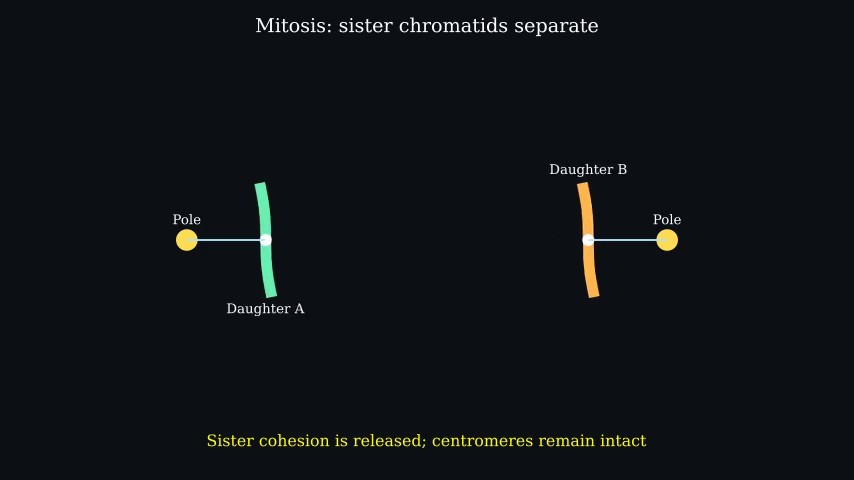 Mitosis: sister chromatids separate
Daughter B
Pole
Pole
Daughter A
Sister cohesion is released; centromeres remain intact